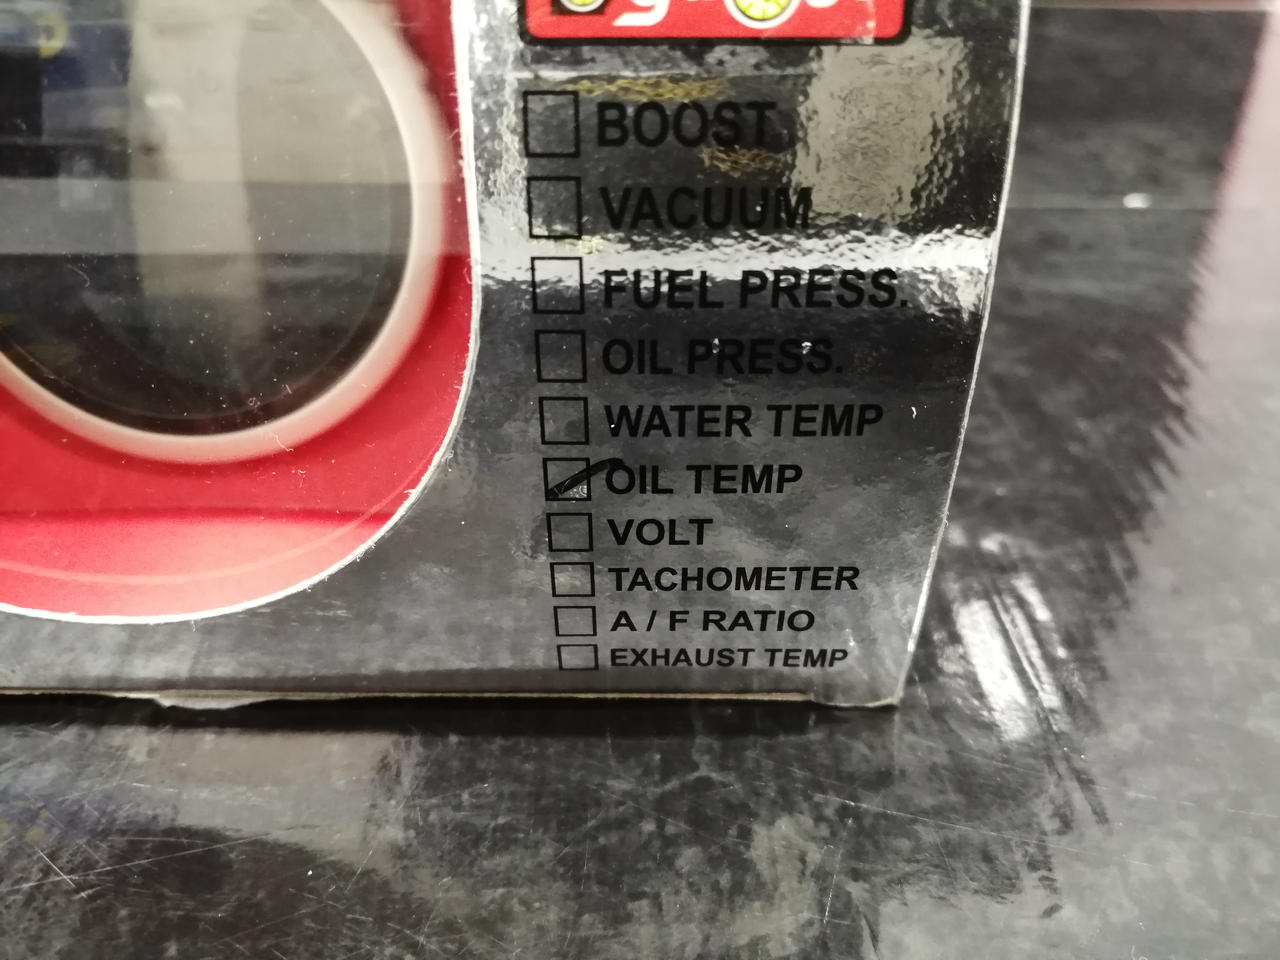 BOOST
VACUUM
FUEL PRESS.
OIL PRESS.
WATER TEMP
OIL TEMP
VOLT
TACHOMETER
A / F RATIO
EXHAUST TEMP